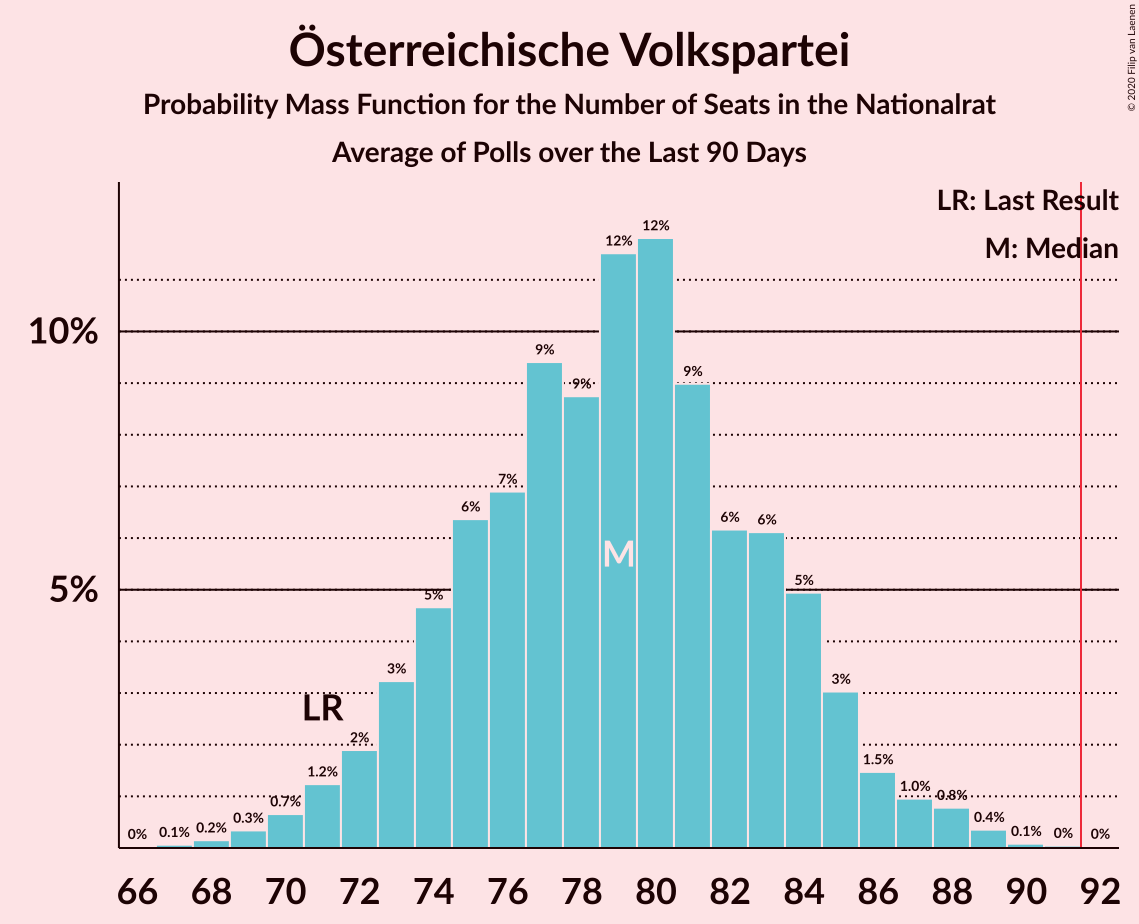 Österreichische Volkspartei
Probability Mass Function for the Number of Seats in the Nationalrat
Average of Polls over the Last 90 Days
© 2020 Filip van Laenen
LR: Last Result
M: Median
10%
5%
0% 0.1% 0.2% 0.3% 0.7% 1.2% 2% 3% 5% 6% 7% 9% 9% 12% 12% 9% 6% 6% 5% 3% 1.5% 1.0% 0.8% 0.4% 0.1% 0% 0%
LR
M
66 68 70 72 74 76 78 80 82 84 86 88 90 92